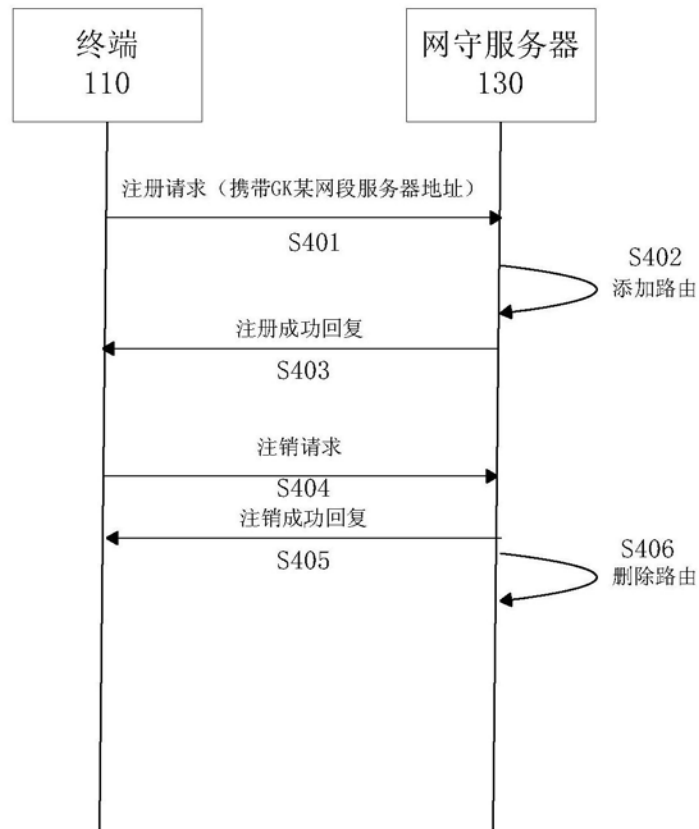 终端
110
网守服务器
130
注册请求（携带GK某网段服务器地址）
S401
S402
添加路由
注册成功回复
S403
注销请求
S404
注销成功回复
S405
S406
删除路由